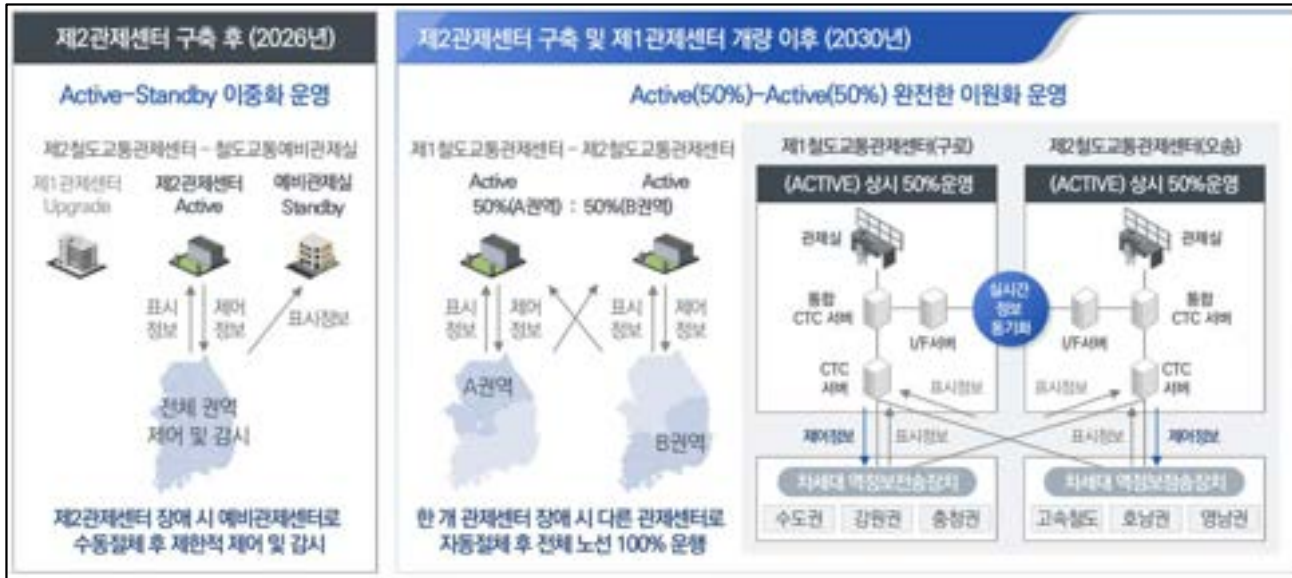 제2관제센터 구축 후 (2026년)
Active-Standby 이중화 운영
제2철도교통관제센터 - 철도교통예비관제실
제1관제센터
Upgrade
제2관제센터
Active
예비관제실
Standby
표시
정보
제어
정보
표시정보
전체 권역
제어 및 감시
제2관제센터 장애 시 예비관제센터로
수동절체 후 제한적 제어 및 감시
제2관제센터 구축 및 제1관제센터 개량 이후 (2030년)
Active(50%)-Active(50%) 완전한 이원화 운영
제1철도교통관제센터 - 제2철도교통관제센터
Active
Active
50%(A권역) : 50%(B권역)
표시
정보
제어
정보
표시
정보
제어
정보
A권역
B권역
한 개 관제센터 장애 시 다른 관제센터로
자동절체 후 전체 노선 100% 운행
제1철도교통관제센터(구로)
(ACTIVE) 상시 50%운영
관제실
통합
CTC 서버
I/F서버
CTC
서버
표시정보
제어정보
표시정보
차세대 역정보전송장치
수도권
강원권
충청권
실시간
정보
동기화
제2철도교통관제센터(오송)
(ACTIVE) 상시 50%운영
관제실
통합
CTC 서버
I/F서버
CTC
서버
표시정보
표시정보
제어정보
차세대 역정보전송장치
고속철도
호남권
영남권